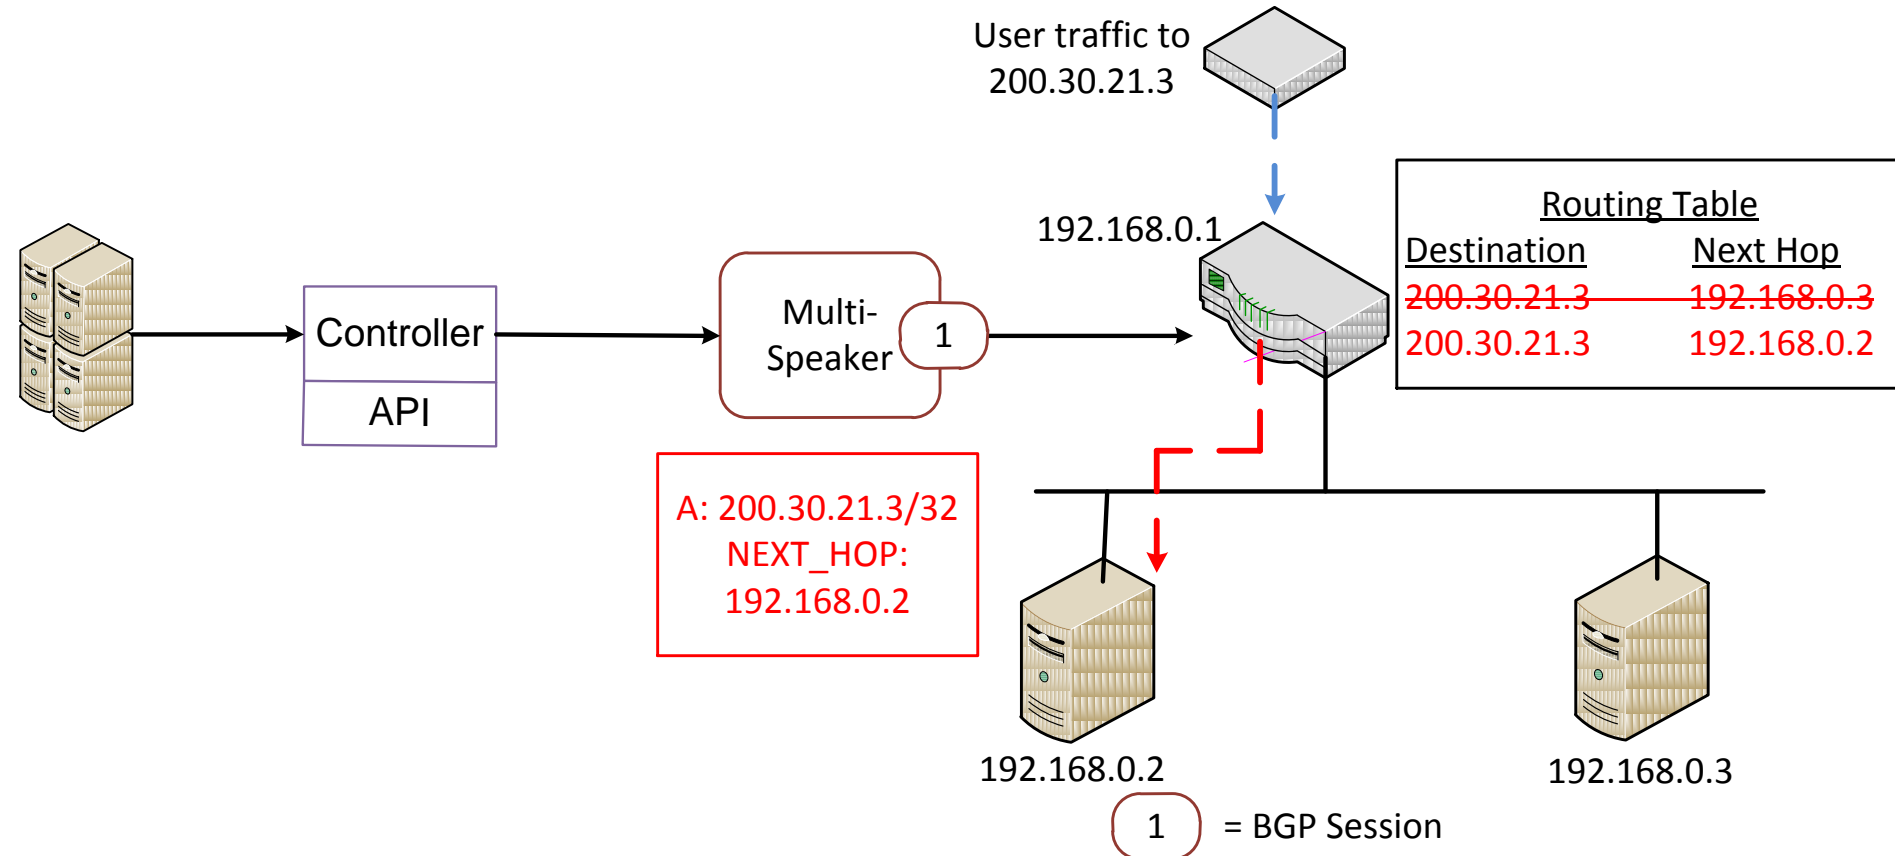 User traffic to
200.30.21.3
192.168.0.1
Routing Table
Destination Next Hop
200.30.21.3 192.168.0.3
200.30.21.3 192.168.0.2
Controller
API
Multi-
Speaker
1
A: 200.30.21.3/32
NEXT_HOP:
192.168.0.2
192.168.0.2
192.168.0.3
1 = BGP Session